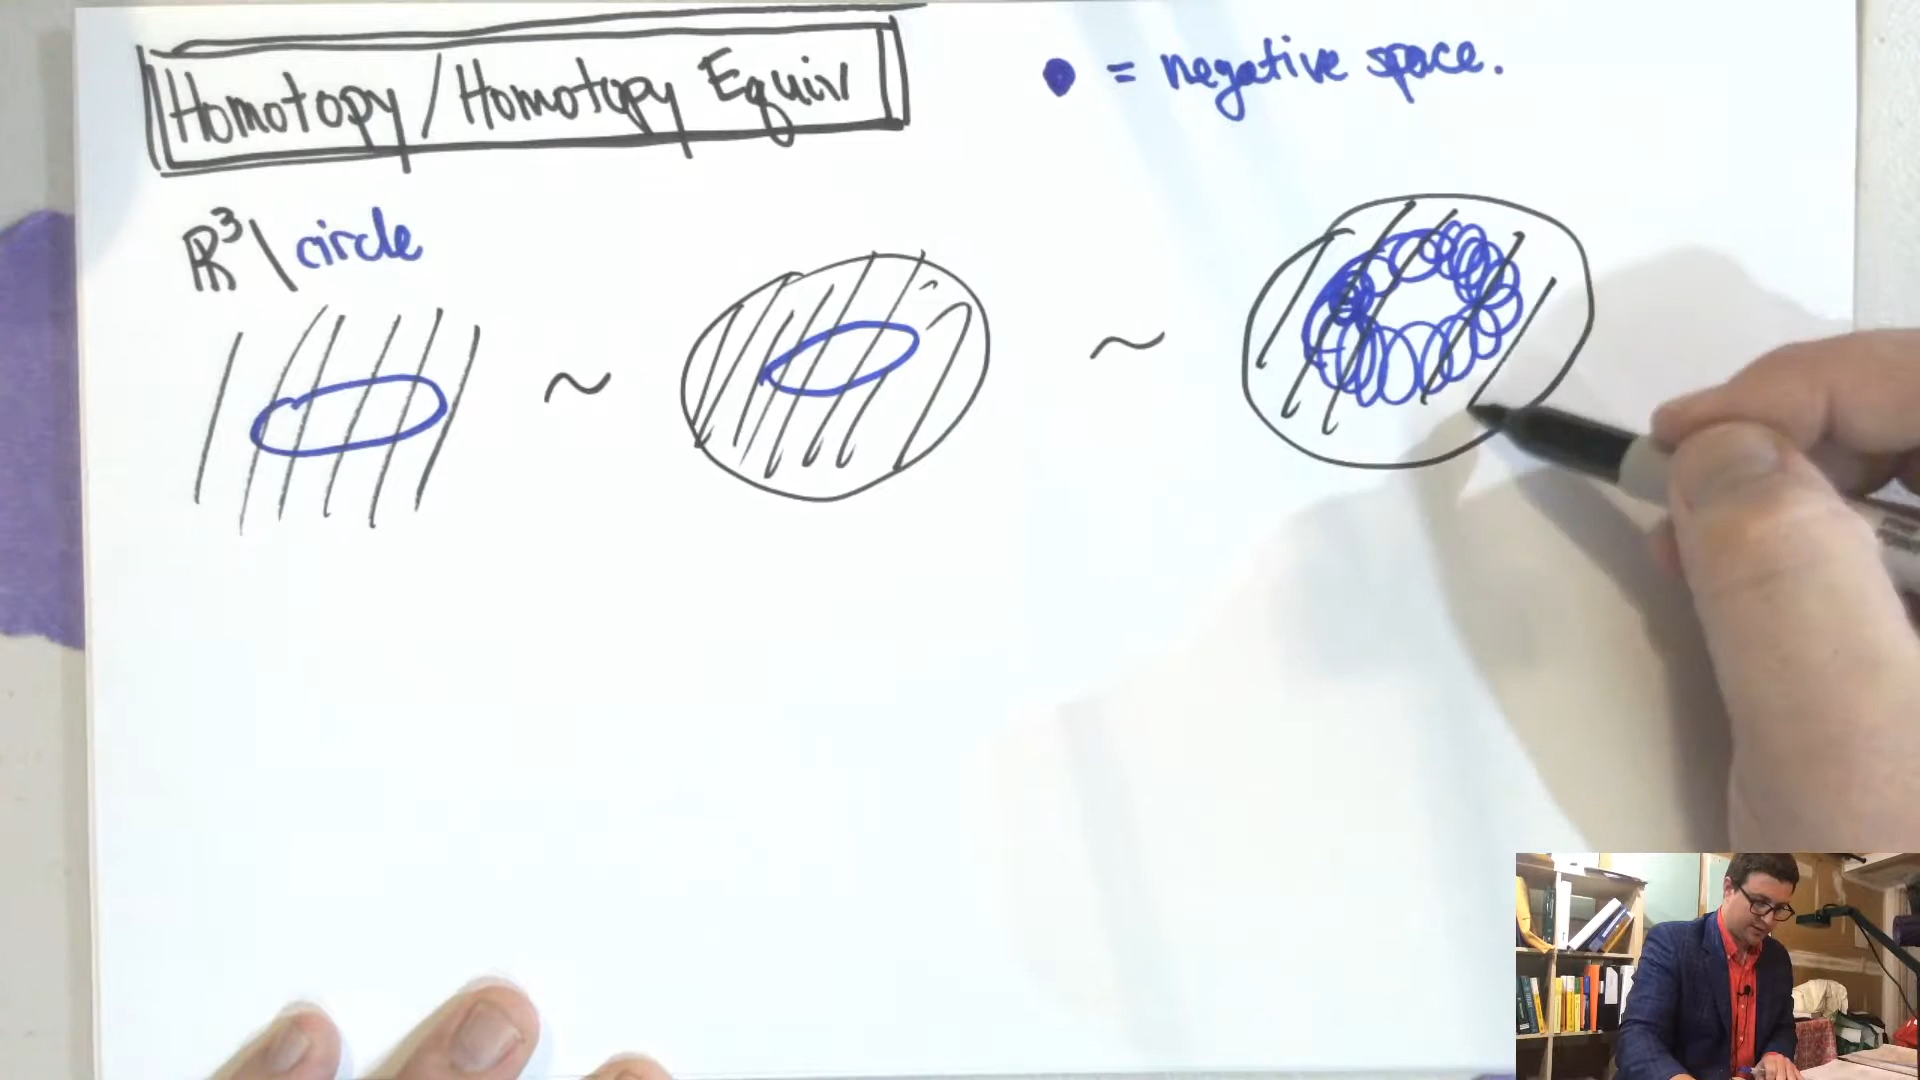 Homotopy / Homotopy Equiv
● = negative space.
ℝ³ \ circle
~ ~